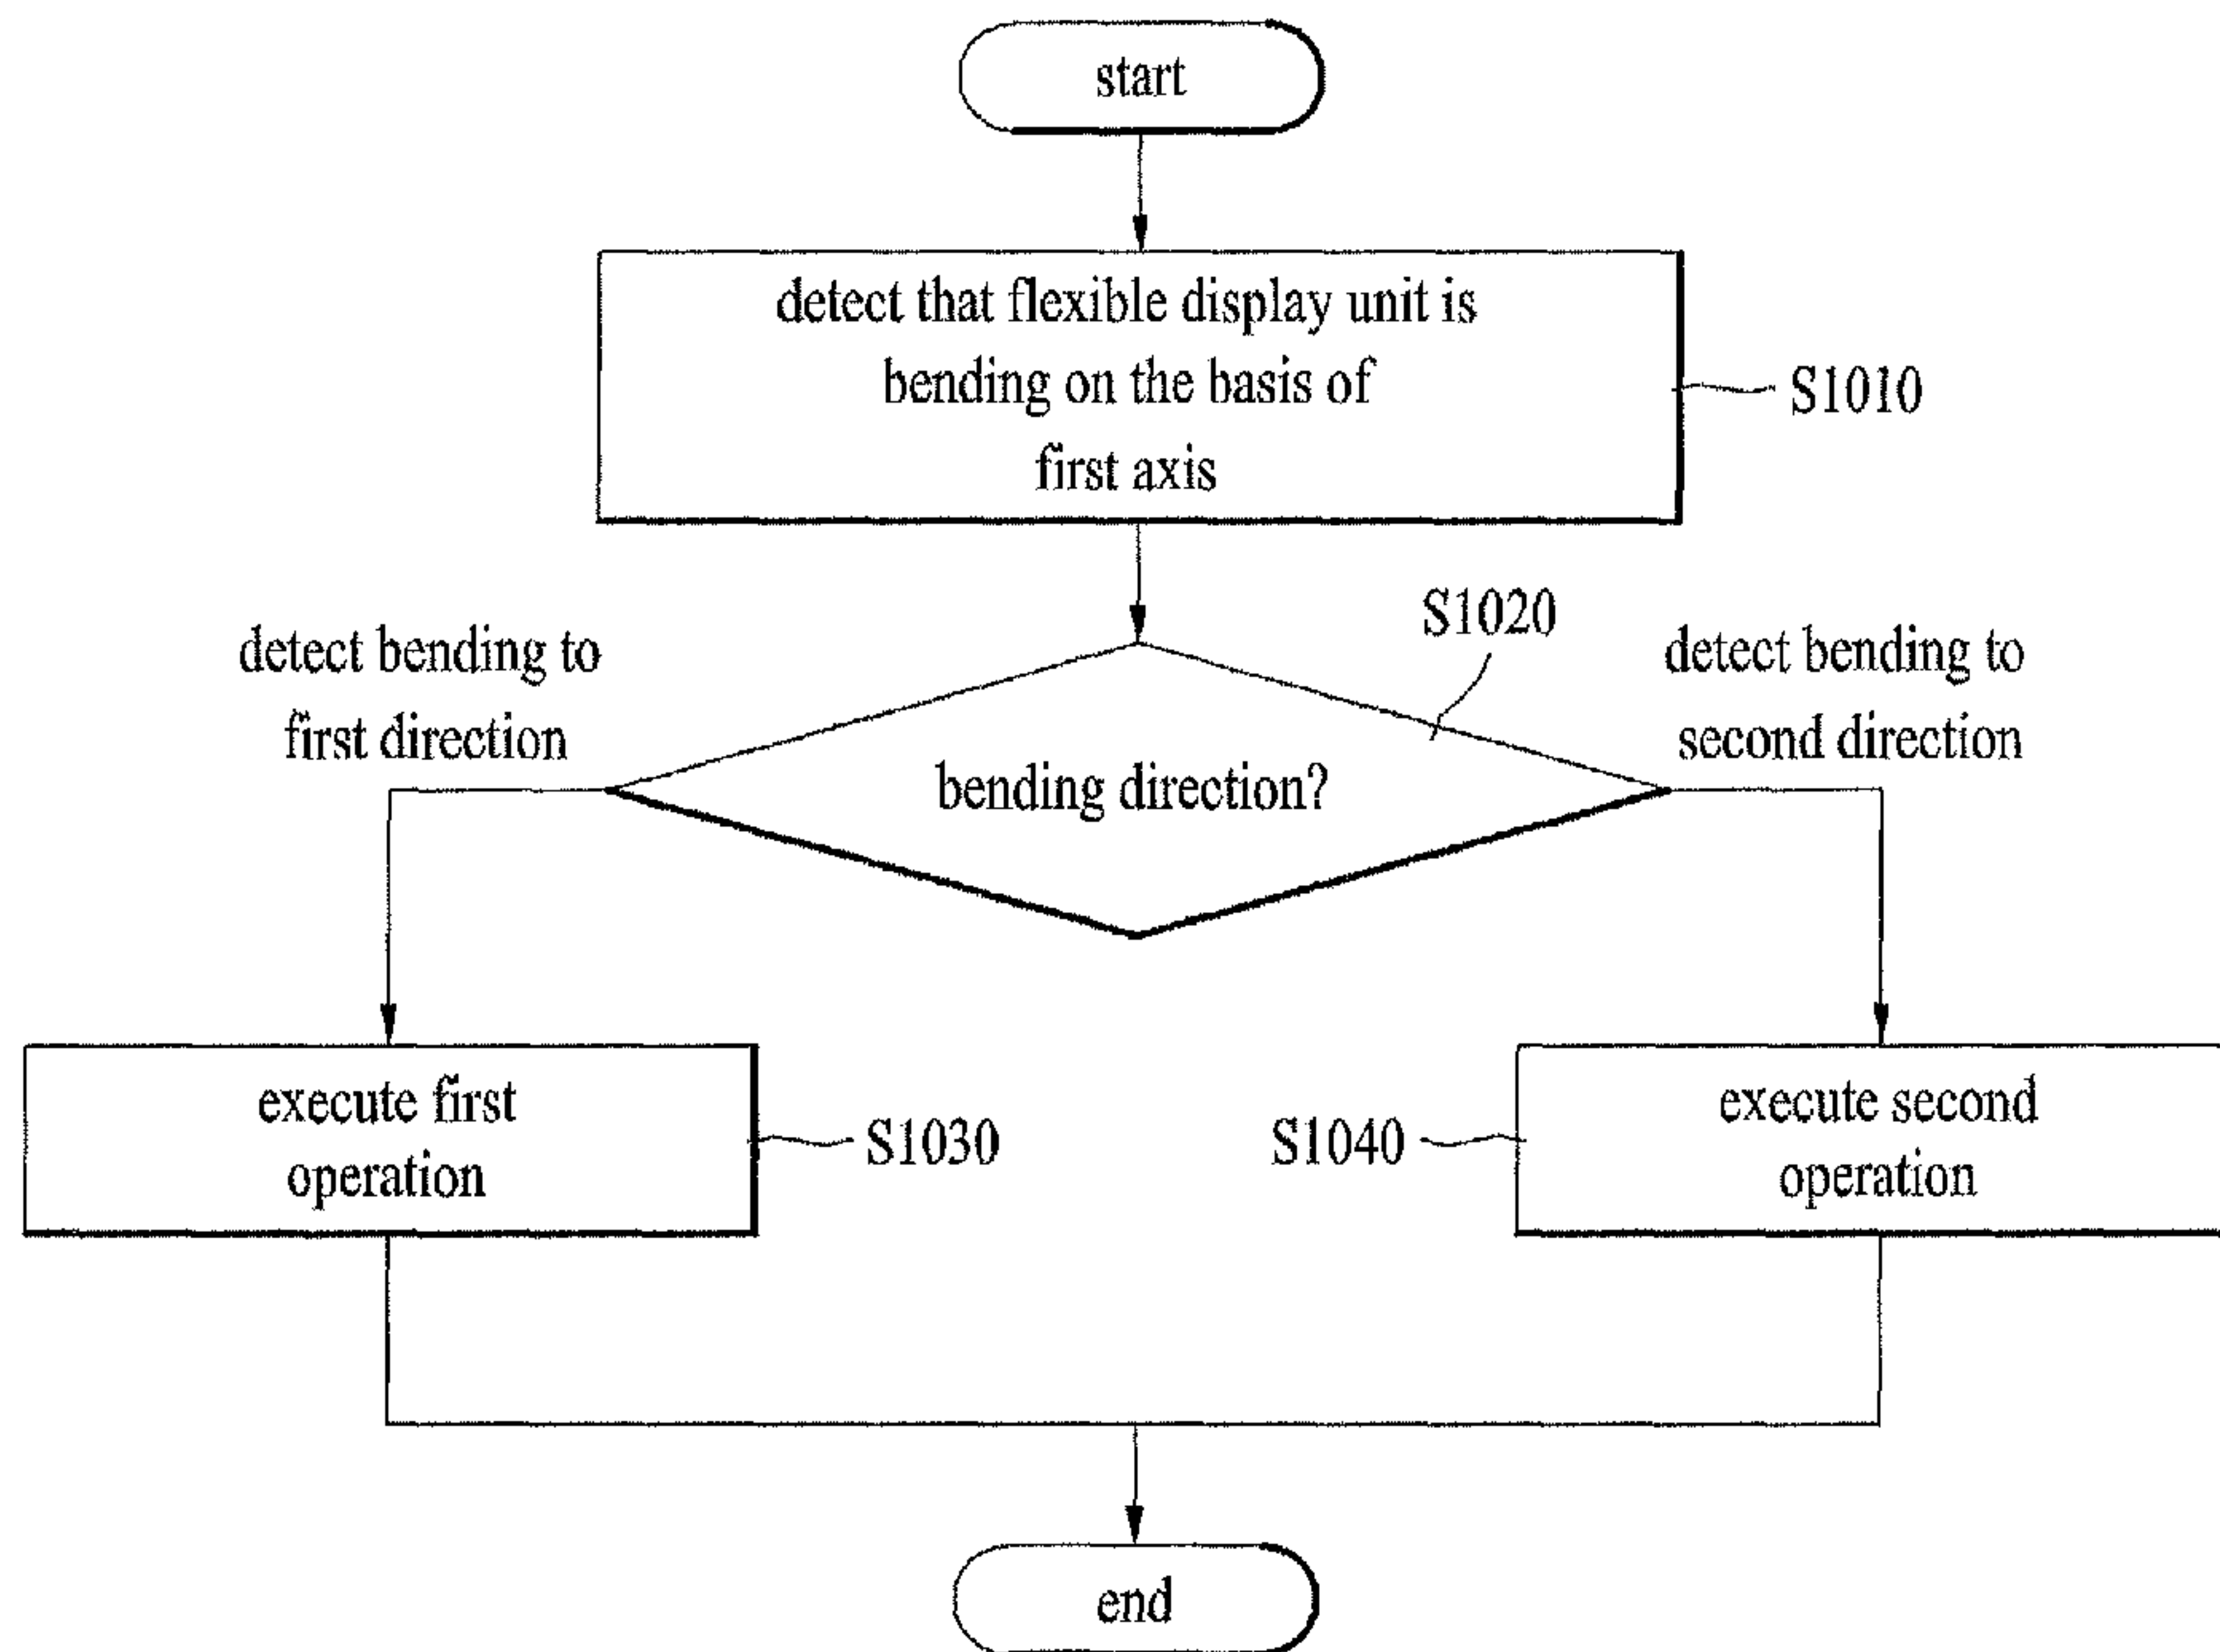 start
detect that flexible display unit is
bending on the basis of
first axis
S1010
S1020
detect bending to
first direction
detect bending to
second direction
bending direction?
execute first
operation
S1030
S1040
execute second
operation
end